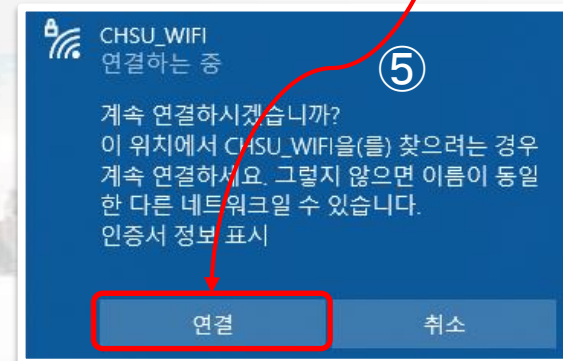 CHSU_WIFI
연결하는 중
⑤
계속 연결하시겠습니까?
이 위치에서 CHSU_WIFI을(를) 찾으려는 경우
계속 연결하세요. 그렇지 않으면 이름이 동일
한 다른 네트워크일 수 있습니다.
인증서 정보 표시
연결 취소